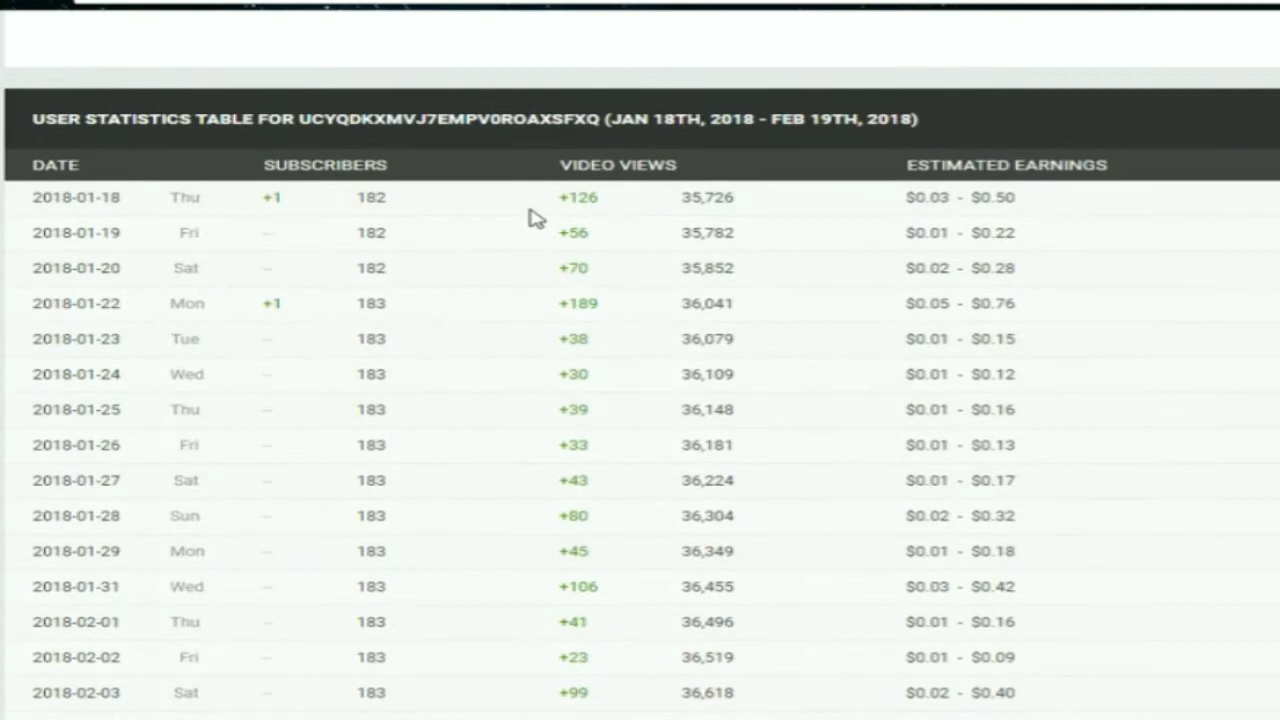 USER STATISTICS TABLE FOR UCYQDKXMVJ7EMPV0ROAXSFXQ (JAN 18TH, 2018 - FEB 19TH, 2018)
DATE SUBSCRIBERS VIDEO VIEWS ESTIMATED EARNINGS
2018-01-18 Thu +1 182 +126 35,726 $0.03 - $0.50
2018-01-19 Fri -- 182 +56 35,782 $0.01 - $0.22
2018-01-20 Sat -- 182 +70 35,852 $0.02 - $0.28
2018-01-22 Mon +1 183 +189 36,041 $0.05 - $0.76
2018-01-23 Tue -- 183 +38 36,079 $0.01 - $0.15
2018-01-24 Wed -- 183 +30 36,109 $0.01 - $0.12
2018-01-25 Thu -- 183 +39 36,148 $0.01 - $0.16
2018-01-26 Fri -- 183 +33 36,181 $0.01 - $0.13
2018-01-27 Sat -- 183 +43 36,224 $0.01 - $0.17
2018-01-28 Sun -- 183 +80 36,304 $0.02 - $0.32
2018-01-29 Mon -- 183 +45 36,349 $0.01 - $0.18
2018-01-31 Wed -- 183 +106 36,455 $0.03 - $0.42
2018-02-01 Thu -- 183 +41 36,496 $0.01 - $0.16
2018-02-02 Fri -- 183 +23 36,519 $0.01 - $0.09
2018-02-03 Sat -- 183 +99 36,618 $0.02 - $0.40